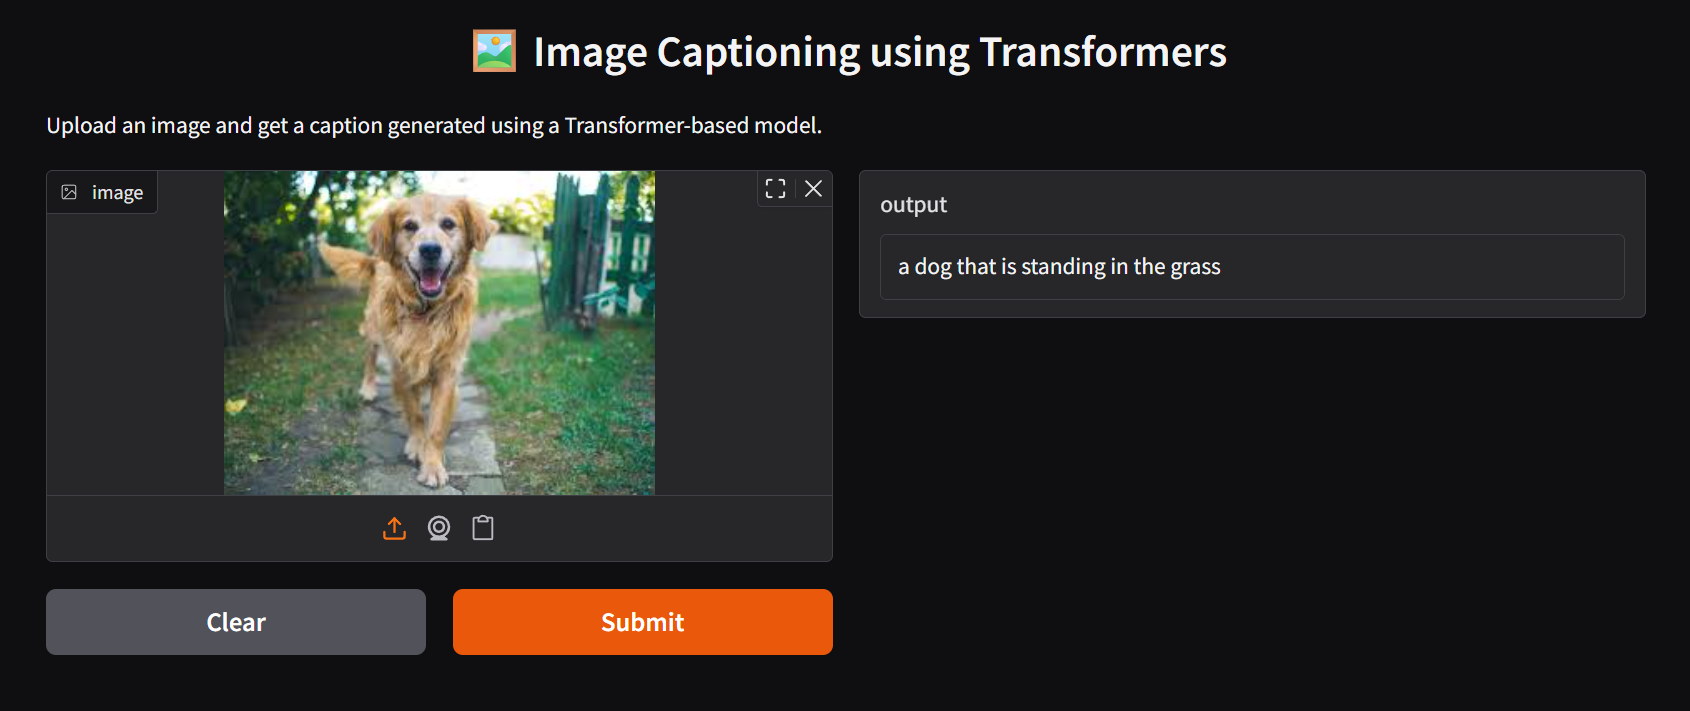 Image Captioning using Transformers
Upload an image and get a caption generated using a Transformer-based model.
image
output
a dog that is standing in the grass
Clear
Submit